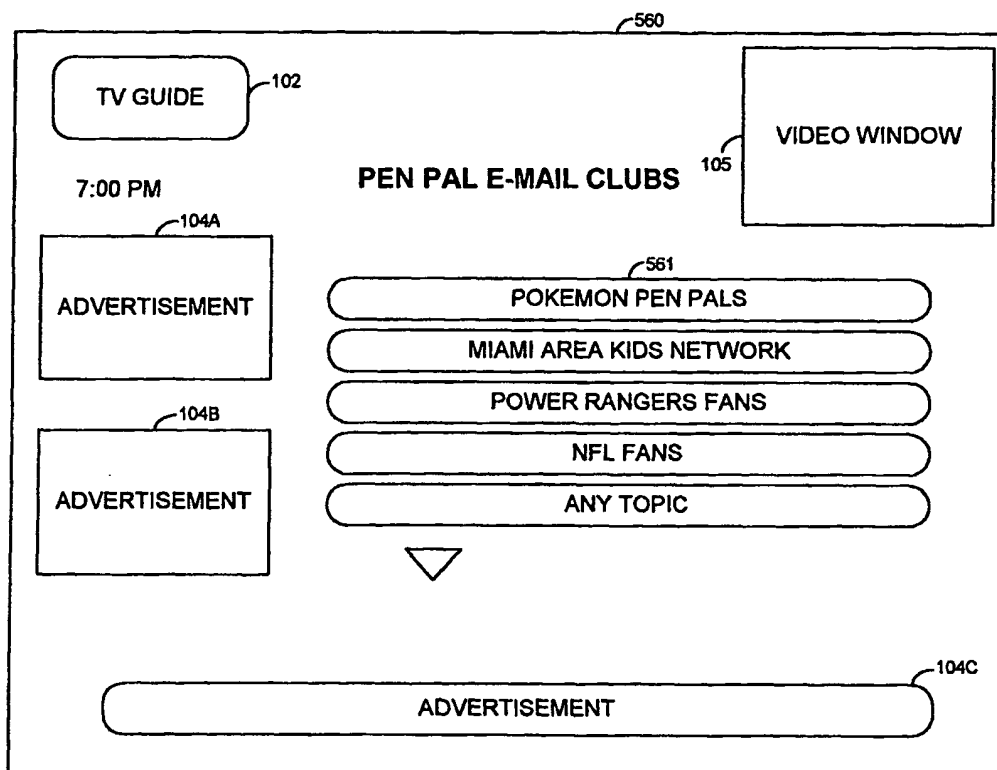 560
TV GUIDE
102
VIDEO WINDOW
105
PEN PAL E-MAIL CLUBS
7:00 PM
104A
ADVERTISEMENT
561
POKEMON PEN PALS
MIAMI AREA KIDS NETWORK
POWER RANGERS FANS
104B
NFL FANS
ADVERTISEMENT
ANY TOPIC
104C
ADVERTISEMENT